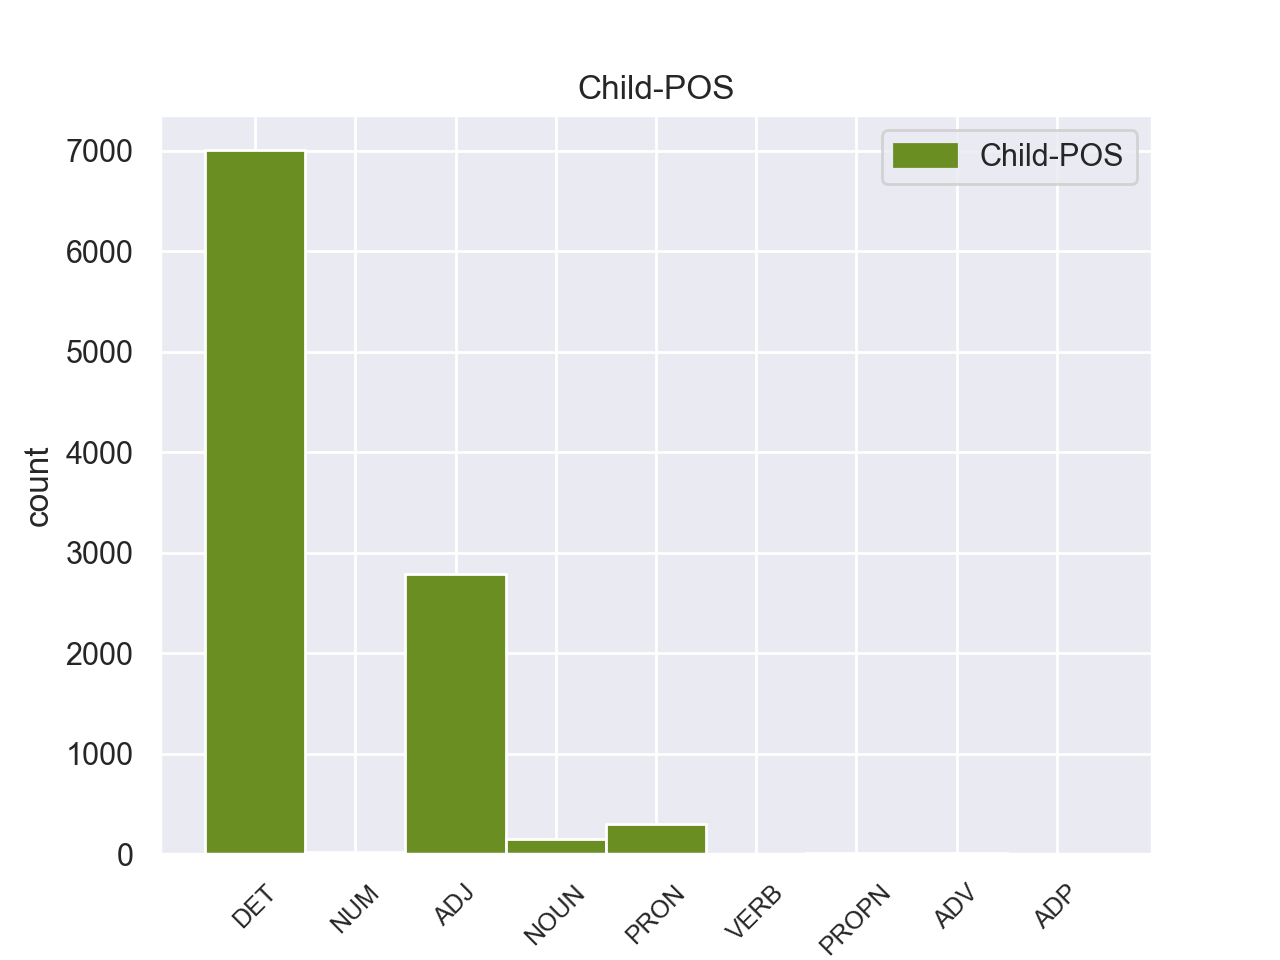 Child-POS
Child-POS
7000
6000
5000
4000
3000
2000
1000
0
count
DET
NUM
ADJ
NOUN
PRON
VERB
PROPN
ADV
ADP